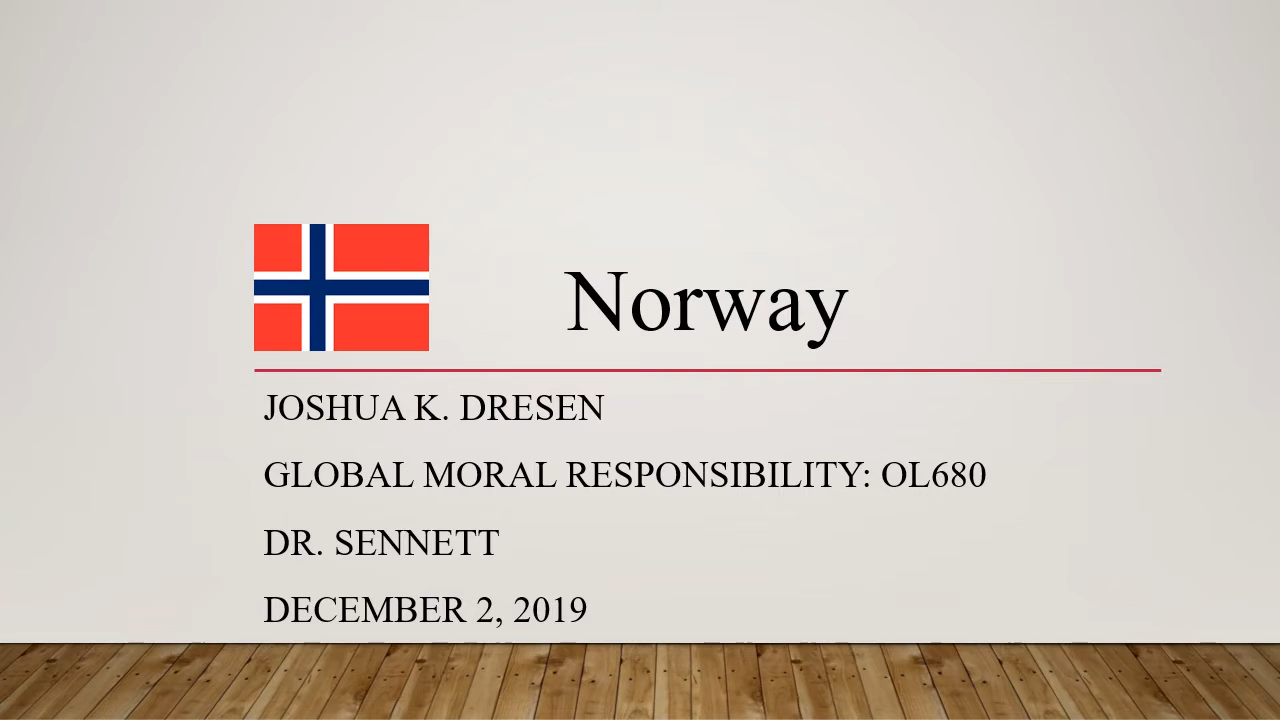 Norway
JOSHUA K. DRESEN
GLOBAL MORAL RESPONSIBILITY: OL680
DR. SENNETT
DECEMBER 2, 2019